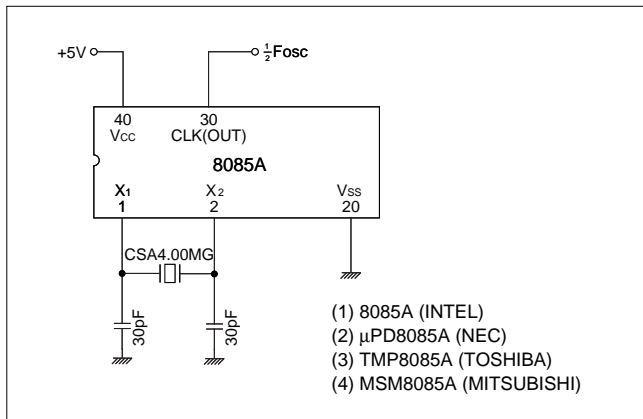 +5V
½Fosc
40
30
Vcc
CLK(OUT)
8085A
X1
X2
Vss
1
2
20
CSA4.00MG
30pF
30pF
(1) 8085A (INTEL)
(2) µPD8085A (NEC)
(3) TMP8085A (TOSHIBA)
(4) MSM8085A (MITSUBISHI)